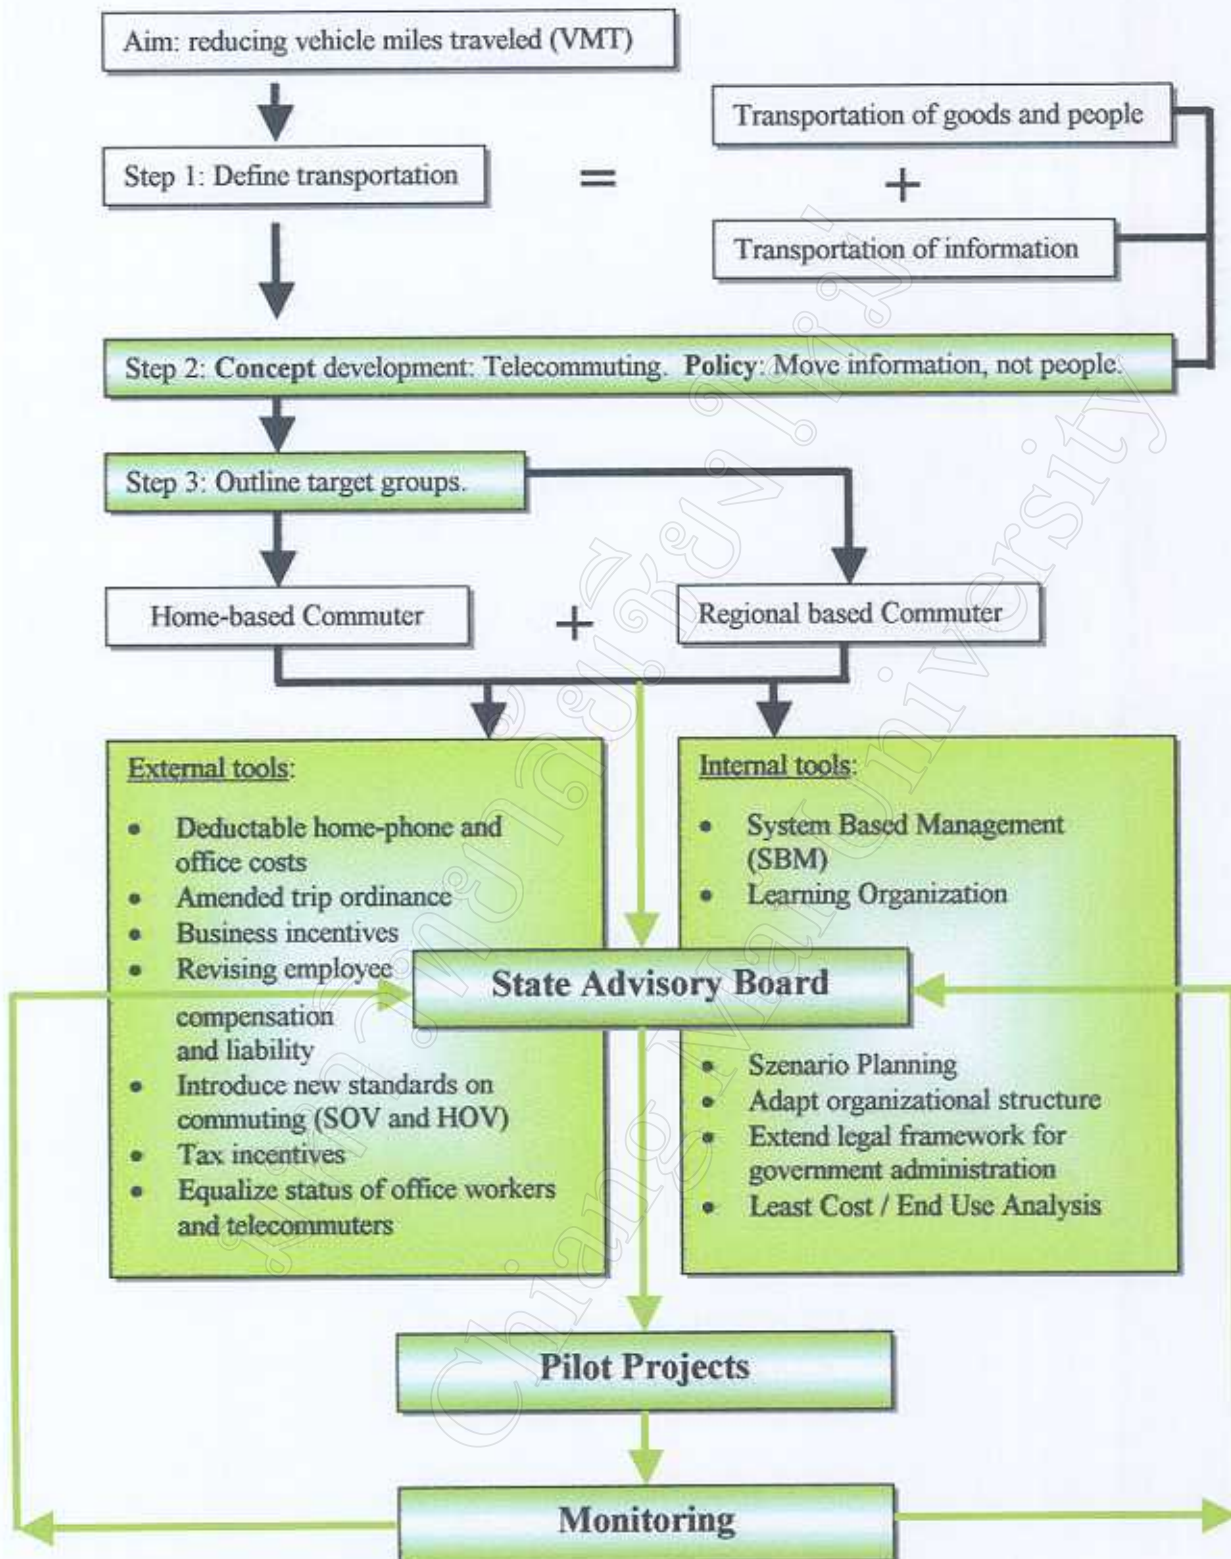 Aim: reducing vehicle miles traveled (VMT)
Transportation of goods and people
Step 1: Define transportation
=
+
Transportation of information
Step 2: Concept development: Telecommuting. Policy: Move information, not people.
Step 3: Outline target groups.
Home-based Commuter
+
Regional based Commuter
External tools:
• Deductable home-phone and
office costs
• Amended trip ordinance
• Business incentives
• Revising employee
compensation
and liability
• Introduce new standards on
commuting (SOV and HOV)
• Tax incentives
• Equalize status of office workers
and telecommuters
Internal tools:
• System Based Management
(SBM)
• Learning Organization
• Szenario Planning
• Adapt organizational structure
• Extend legal framework for
government administration
• Least Cost / End Use Analysis
State Advisory Board
Pilot Projects
Monitoring
Chiang Mai University